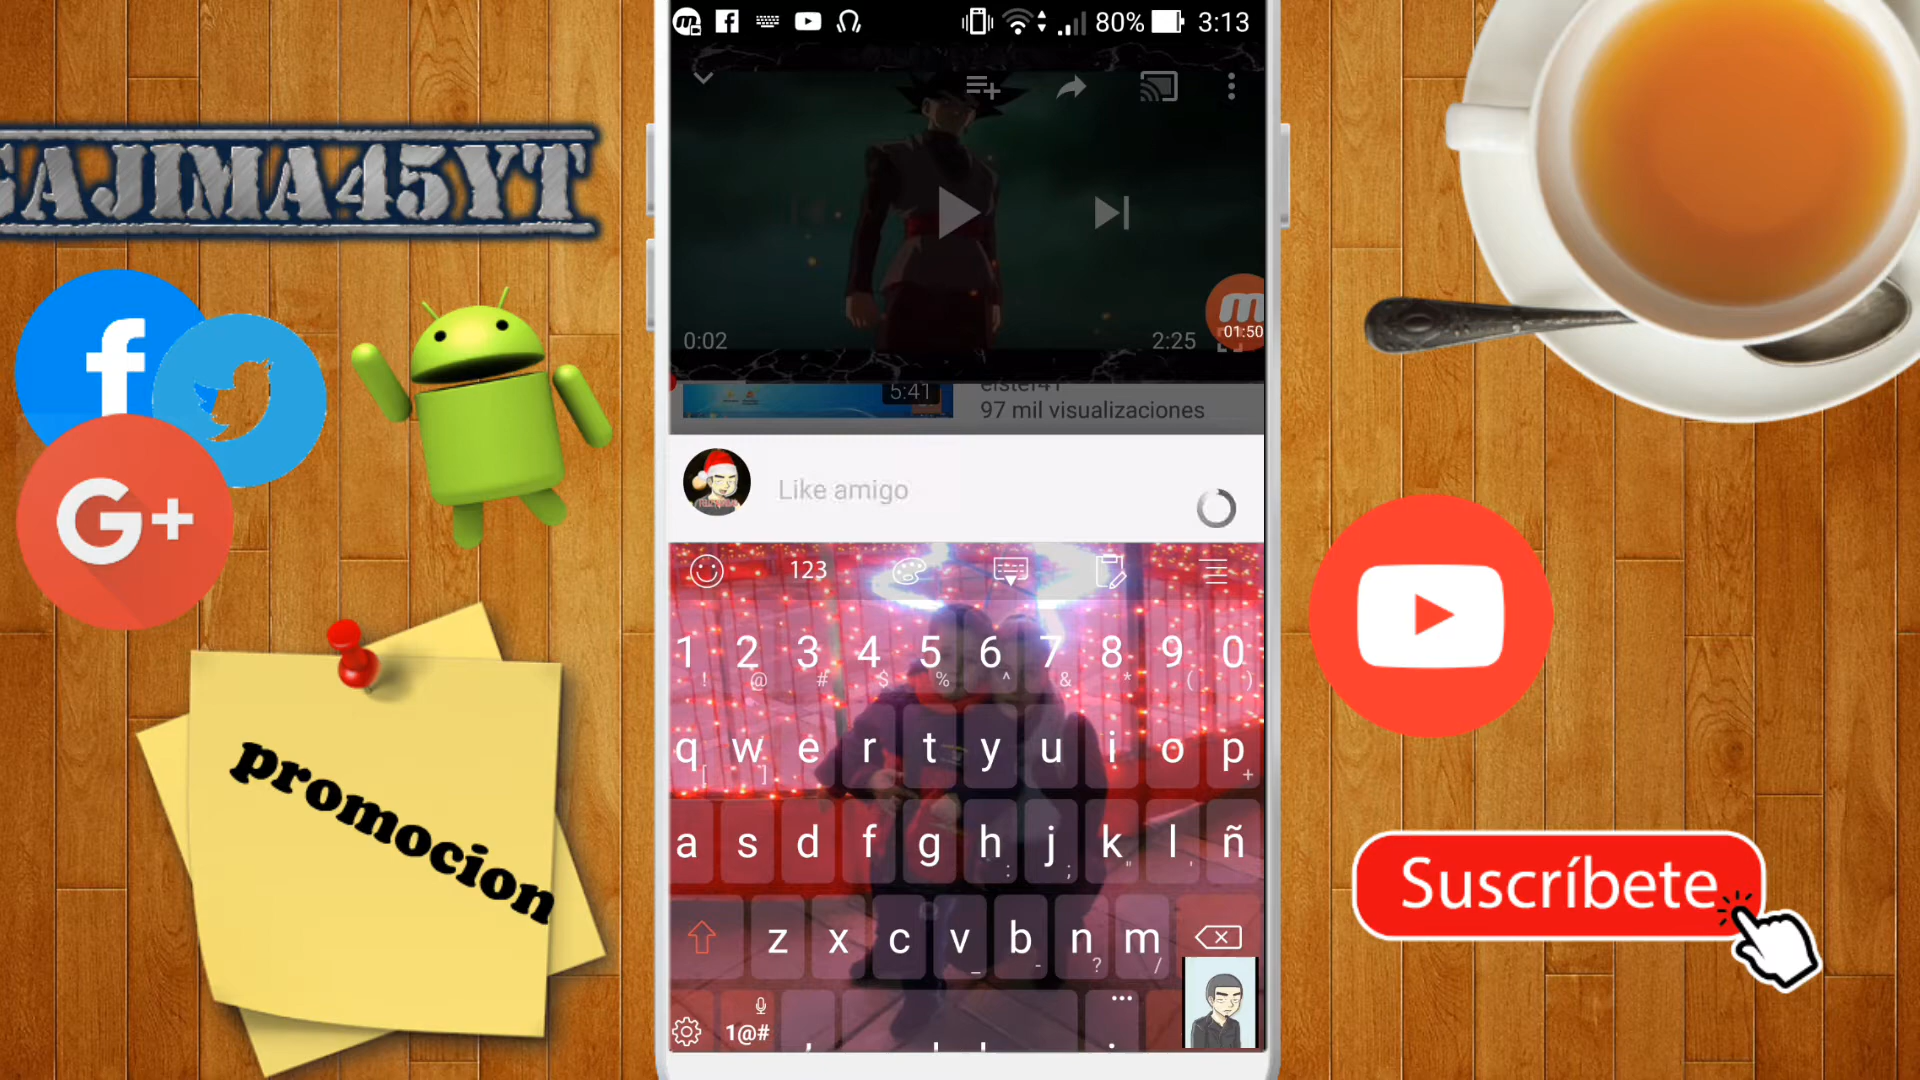 80% 3:13
AJIMA45YT
0:02
2:25
01:50
5:41
97 mil visualizaciones
Like amigo
123
1 2 3 4 5 6 7 8 9 0
! @ # $ % ^ & * ( )
q w e r t y u i o p
[ ] +
a s d f g h j k l ñ
: ; " '
z x c v b n m
_ - ? /
1@#
f
G+
promocion
Suscríbete